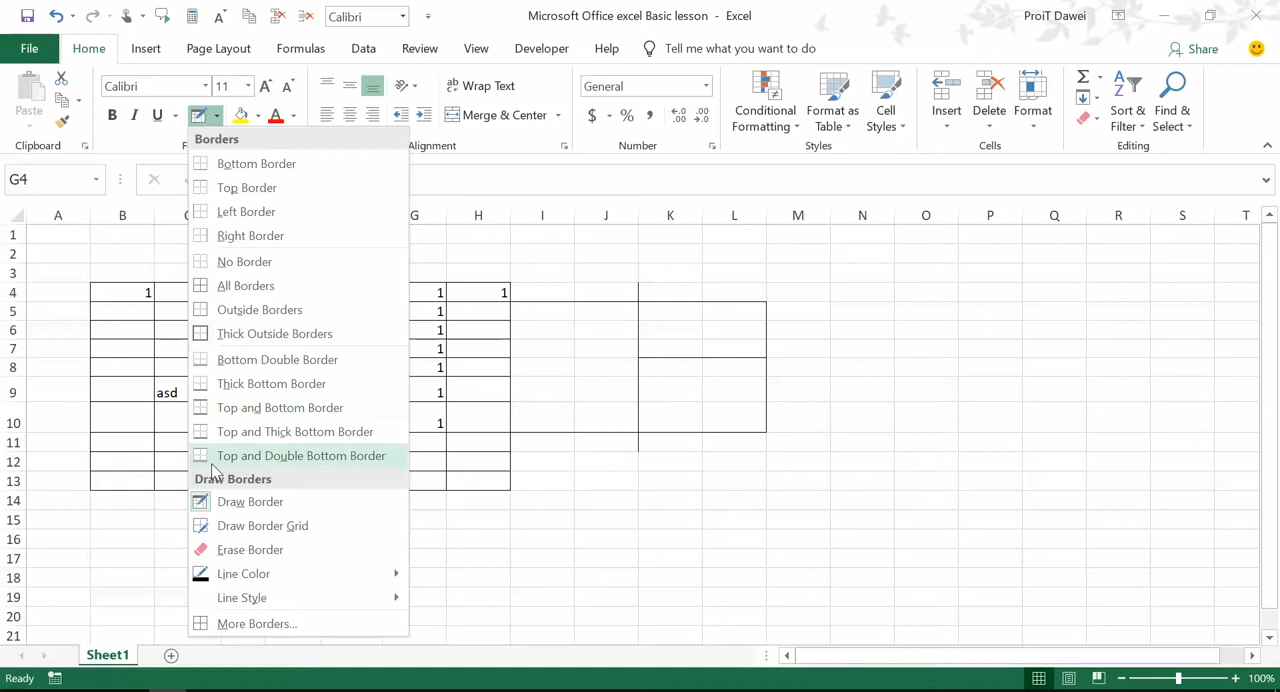 Calibri
Microsoft Office excel Basic lesson - Excel
ProiT Dawei
File Home Insert Page Layout Formulas Data Review View Developer Help Tell me what you want to do Share
Paste
Calibri 11
Wrap Text
General
Merge & Center
B I U
$ %
Conditional Formatting
Format as Table
Cell Styles
Insert Delete Format
Sort & Filter
Find & Select
Clipboard Alignment Number Styles Cells Editing
G4
A B G H I J K L M N O P Q R S T
1
2
3
4 1 1 1
5 1
6 1
7 1
8 1
9 asd 1
10 1
11
12
13
14
15
16
17
18
19
20
21
Borders
Bottom Border
Top Border
Left Border
Right Border
No Border
All Borders
Outside Borders
Thick Outside Borders
Bottom Double Border
Thick Bottom Border
Top and Bottom Border
Top and Thick Bottom Border
Top and Double Bottom Border
Draw Borders
Draw Border
Draw Border Grid
Erase Border
Line Color
Line Style
More Borders...
Sheet1
Ready
100%